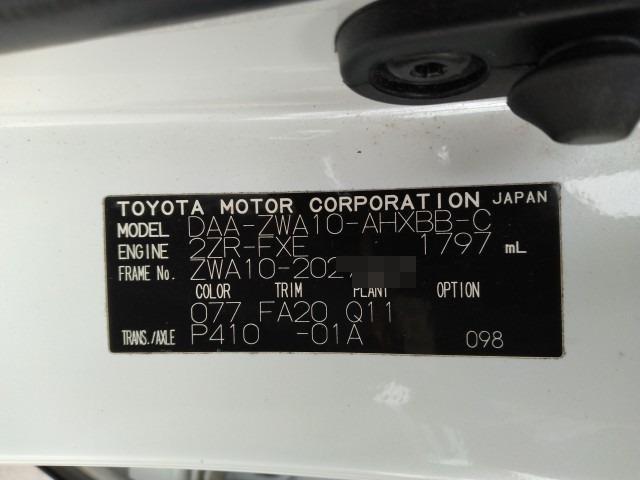 TOYOTA MOTOR CORPORATION JAPAN
MODEL DAA-ZWA10-AHXBB-C
ENGINE 2ZR-FXE 1797 mL
FRAME No. ZWA10-202
COLOR TRIM PLANT OPTION
077 FA20 Q11
TRANS./AXLE P410 -01A 098